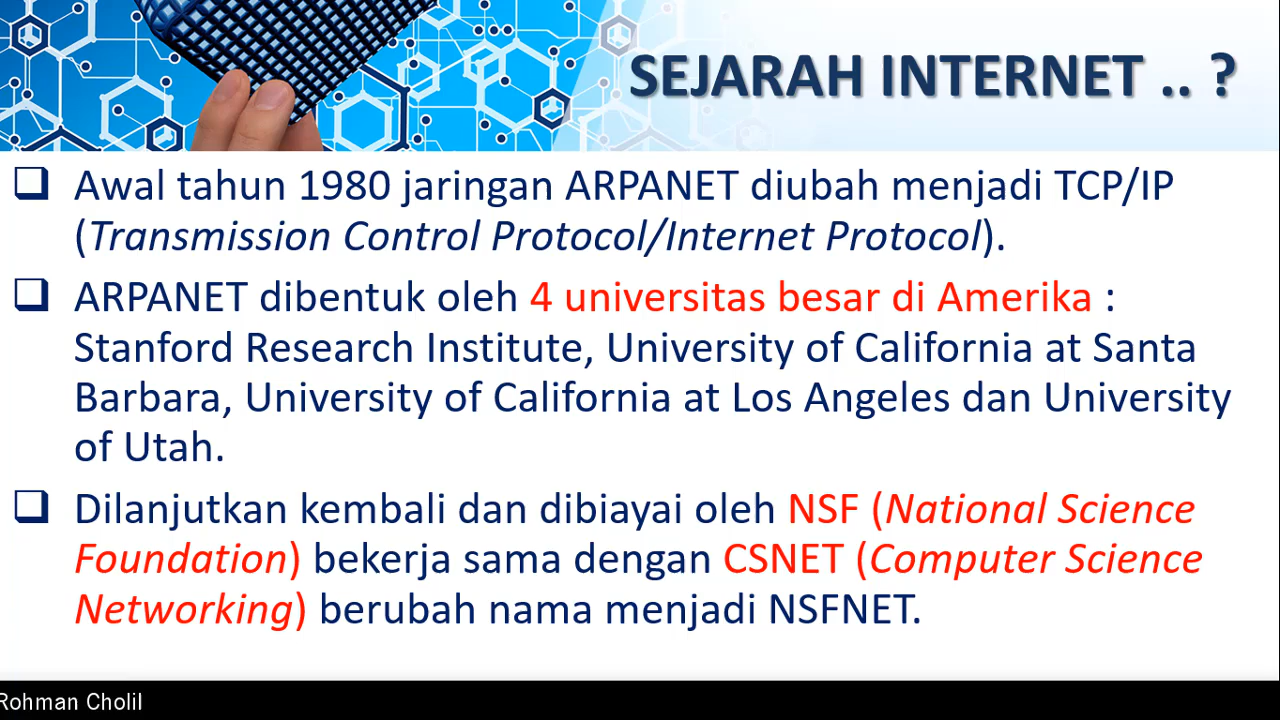 SEJARAH INTERNET .. ?
❑ Awal tahun 1980 jaringan ARPANET diubah menjadi TCP/IP
(Transmission Control Protocol/Internet Protocol).
❑ ARPANET dibentuk oleh 4 universitas besar di Amerika :
Stanford Research Institute, University of California at Santa
Barbara, University of California at Los Angeles dan University
of Utah.
❑ Dilanjutkan kembali dan dibiayai oleh NSF (National Science
Foundation) bekerja sama dengan CSNET (Computer Science
Networking) berubah nama menjadi NSFNET.
Rohman Cholil